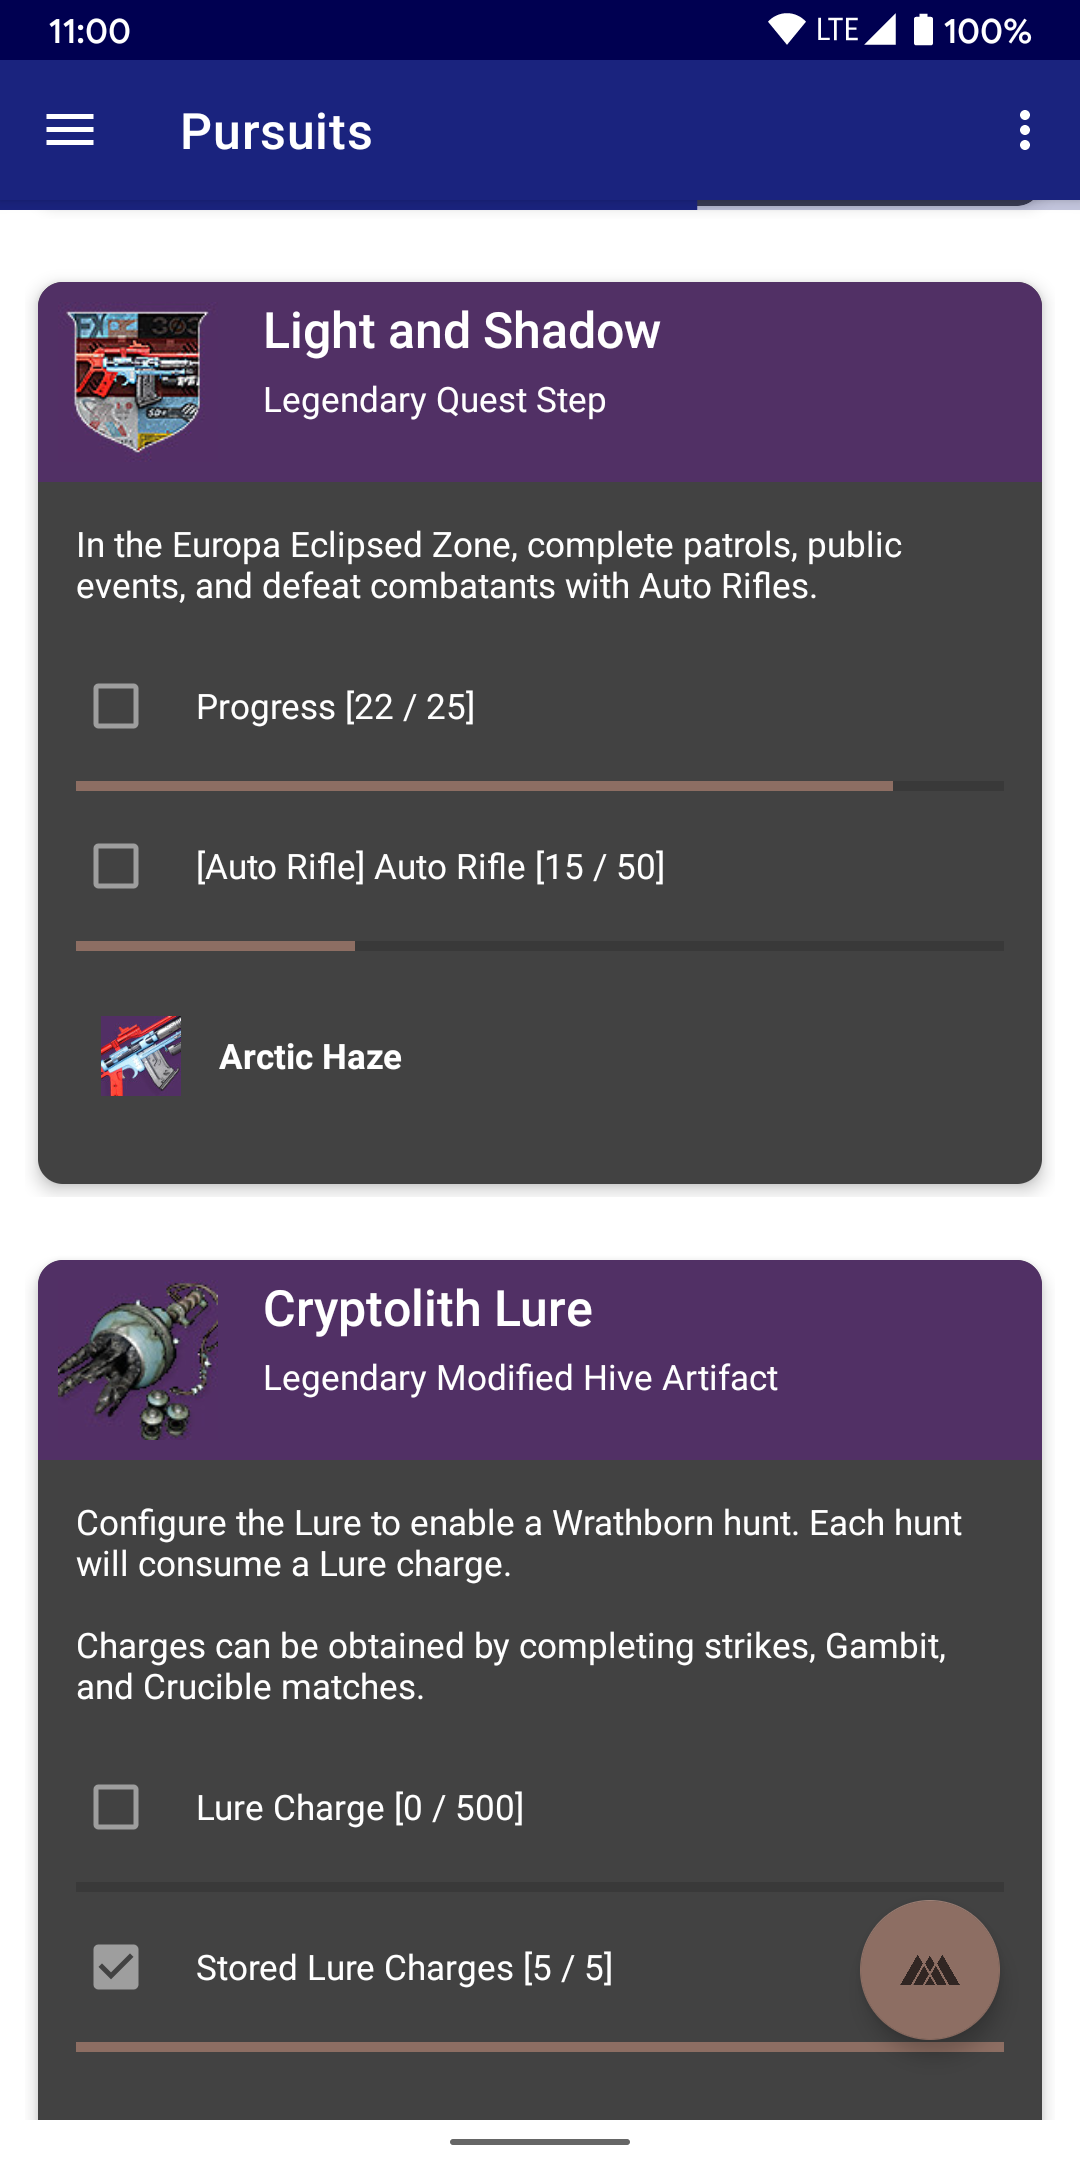 11:00
LTE
100%
Pursuits
Light and Shadow
Legendary Quest Step
In the Europa Eclipsed Zone, complete patrols, public
events, and defeat combatants with Auto Rifles.
Progress [22 / 25]
[Auto Rifle] Auto Rifle [15 / 50]
Arctic Haze
Cryptolith Lure
Legendary Modified Hive Artifact
Configure the Lure to enable a Wrathborn hunt. Each hunt
will consume a Lure charge.
Charges can be obtained by completing strikes, Gambit,
and Crucible matches.
Lure Charge [0 / 500]
Stored Lure Charges [5 / 5]